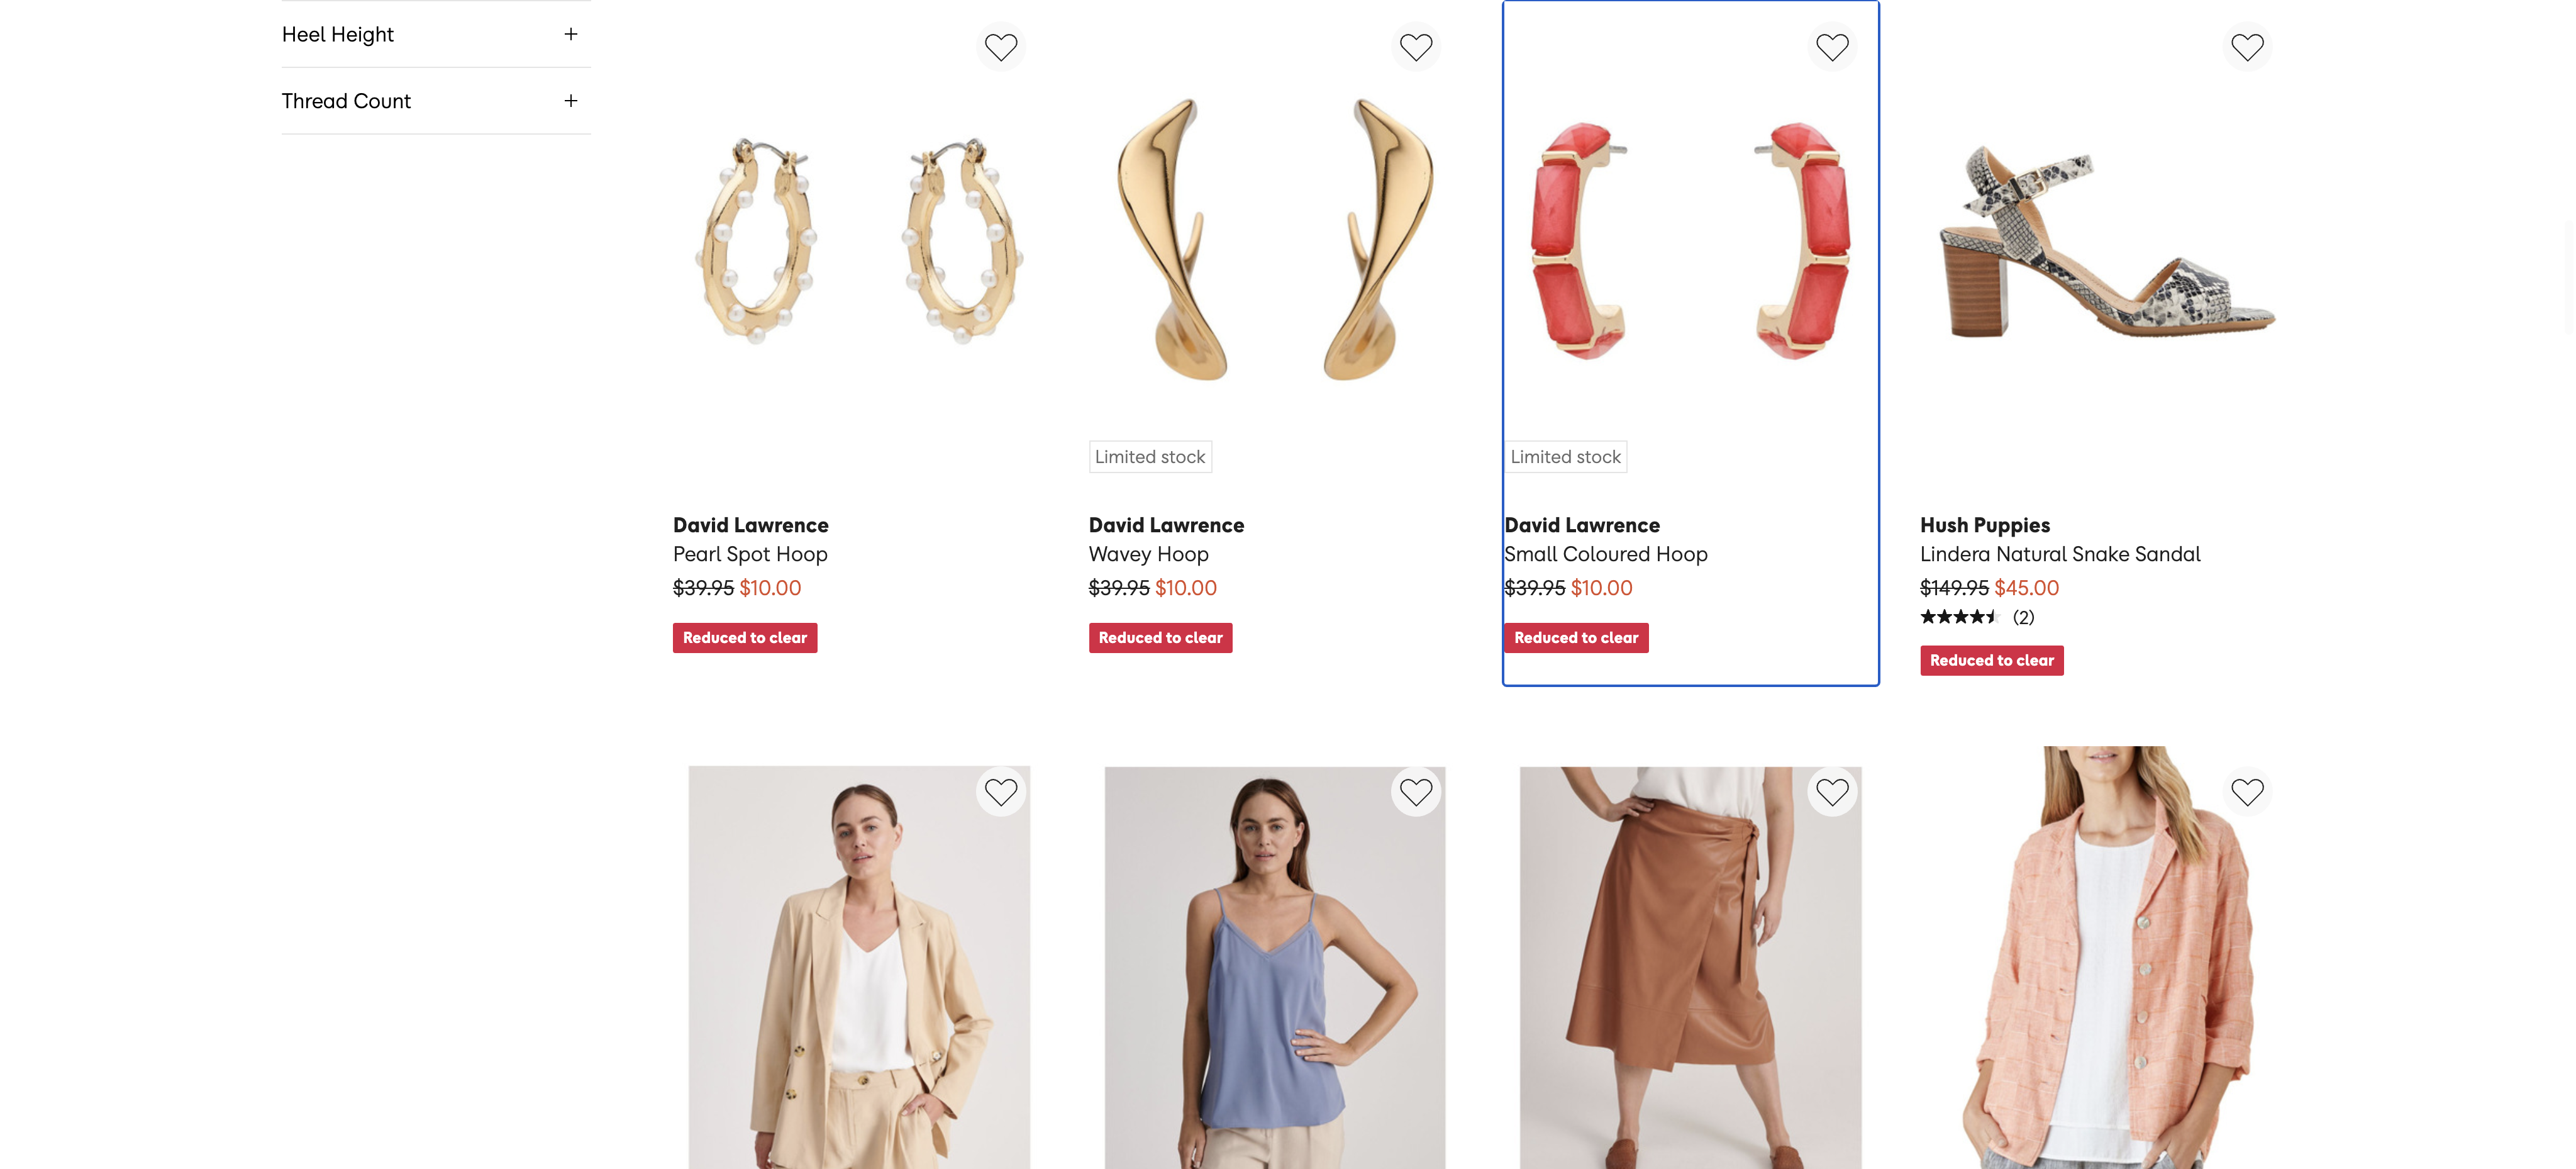 Heel Height
Thread Count
Limited stock
Limited stock
David Lawrence
Pearl Spot Hoop
$39.95 $10.00
Reduced to clear
David Lawrence
Wavey Hoop
$39.95 $10.00
Reduced to clear
David Lawrence
Small Coloured Hoop
$39.95 $10.00
Reduced to clear
Hush Puppies
Lindera Natural Snake Sandal
$149.95 $45.00
(2)
Reduced to clear